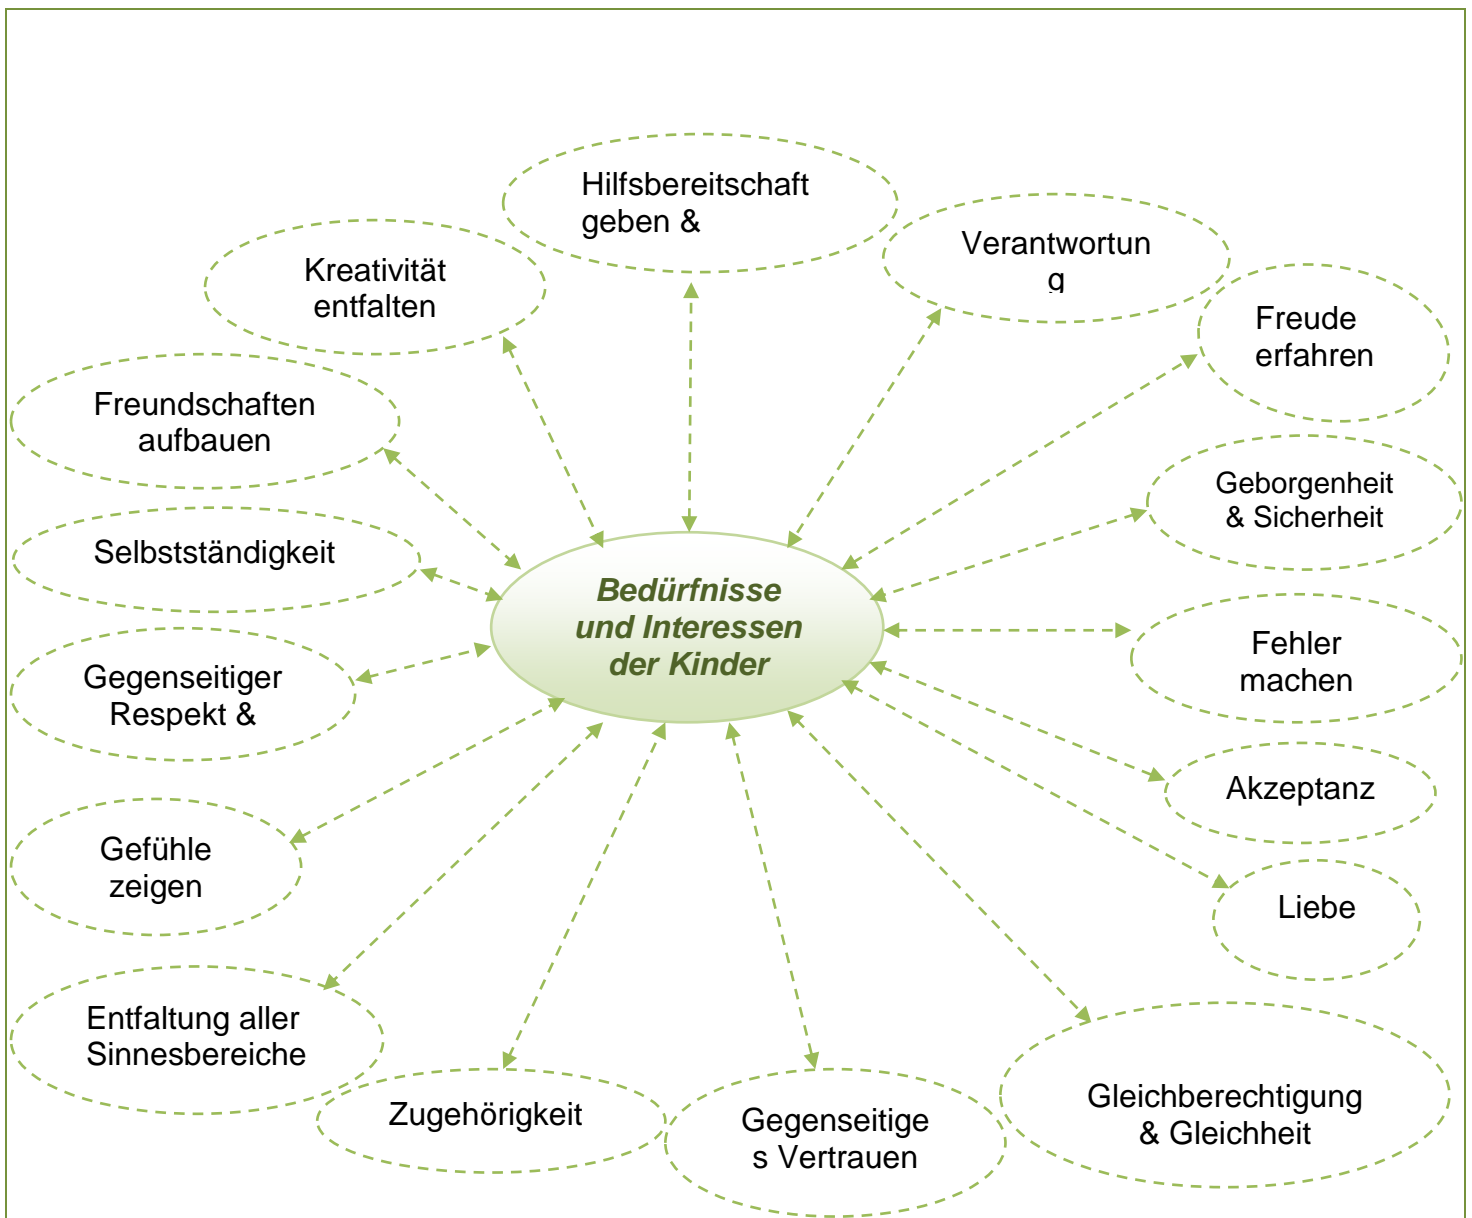 Hilfsbereitschaft
geben &
Verantwortun
g
Kreativität
entfalten
Freude
erfahren
Freundschaften
aufbauen
Geborgenheit
& Sicherheit
Selbstständigkeit
Bedürfnisse
und Interessen
der Kinder
Fehler
machen
Gegenseitiger
Respekt &
Akzeptanz
Gefühle
zeigen
Liebe
Entfaltung aller
Sinnesbereiche
Zugehörigkeit
Gegenseitige
s Vertrauen
Gleichberechtigung
& Gleichheit